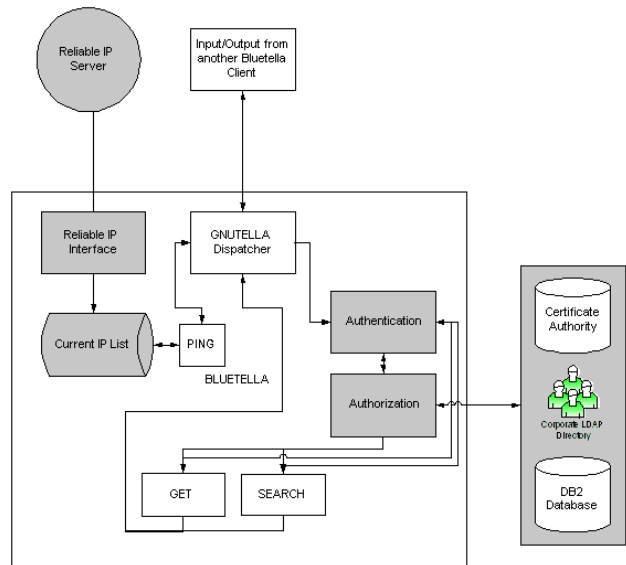 Reliable IP
Server
Input/Output from
another Bluetella
Client
Reliable IP
Interface
GNUTELLA
Dispatcher
Current IP List
PING
BLUETELLA
Authentication
Authorization
GET
SEARCH
Certificate
Authority
Corporate LDAP
Directory
DB2
Database